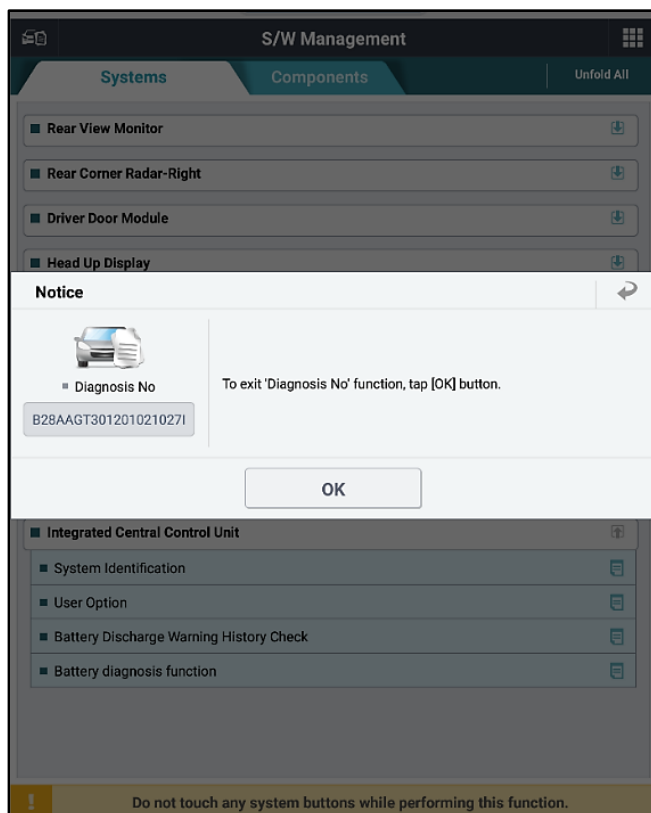 S/W Management
Systems
Components
Unfold All
Rear View Monitor
Rear Corner Radar-Right
Driver Door Module
Head Up Display
Notice
Diagnosis No
B28AAGT301201021027I
To exit 'Diagnosis No' function, tap [OK] button.
OK
Integrated Central Control Unit
System Identification
User Option
Battery Discharge Warning History Check
Battery diagnosis function
! Do not touch any system buttons while performing this function.